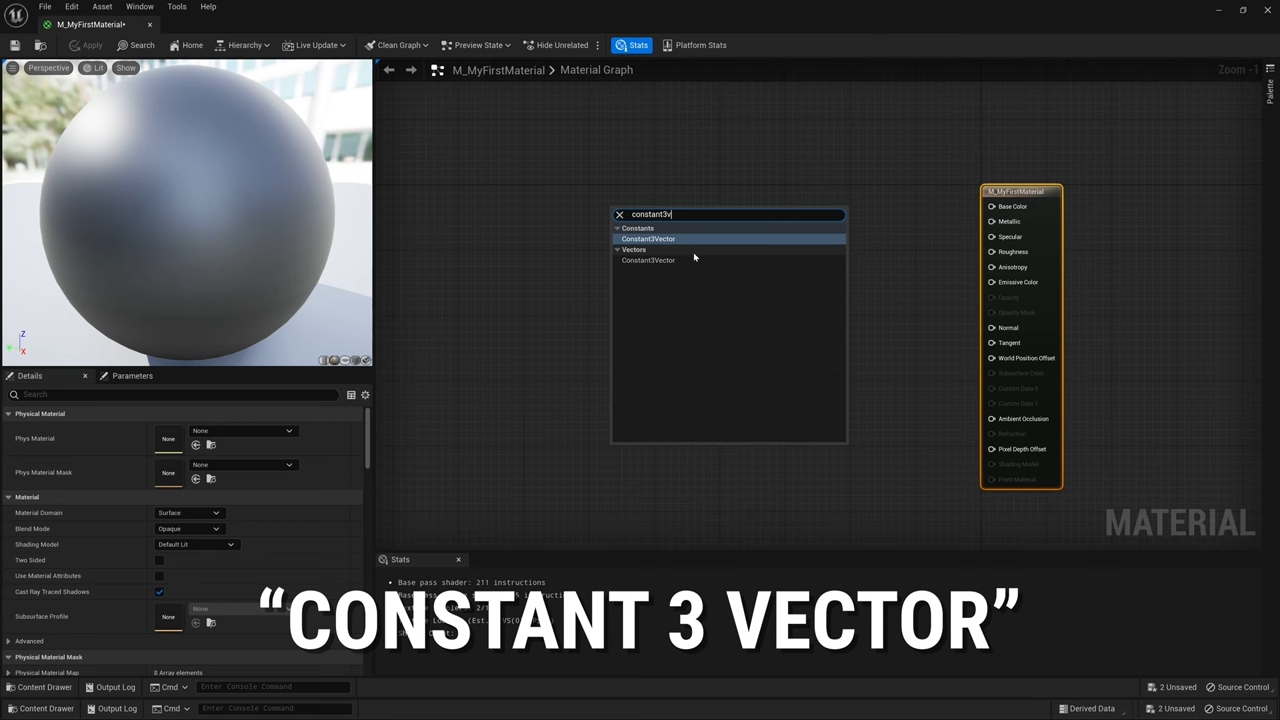 File Edit Asset Window Tools Help
M_MyFirstMaterial•
Apply Search Home Hierarchy Live Update Clean Graph Preview State Hide Unrelated Stats Platform Stats
Perspective Lit Show
M_MyFirstMaterial > Material Graph
Zoom -1
Palette
M_MyFirstMaterial
Base Color
Metallic
Specular
Roughness
Anisotropy
Emissive Color
Opacity
Opacity Mask
Normal
Tangent
World Position Offset
Subsurface Color
Custom Data 0
Custom Data 1
Ambient Occlusion
Refraction
Pixel Depth Offset
Shading Model
Front Material
constant3v
Constants
Constant3Vector
Vectors
Constant3Vector
Z
X
Y
Details Parameters
Search
Physical Material
Phys Material None None
Phys Material Mask None None
Material
Material Domain Surface
Blend Mode Opaque
Shading Model Default Lit
Two Sided
Use Material Attributes
Cast Ray Traced Shadows
Subsurface Profile None None
Advanced
Physical Material Mask
Physical Material Map 8 Array elements
MATERIAL
Stats
Base pass shader: 211 instructions
“CONSTANT 3 VECTOR”
Content Drawer Output Log Cmd Enter Console Command 2 Unsaved Source Control
Content Drawer Output Log Cmd Enter Console Command Derived Data 2 Unsaved Source Control